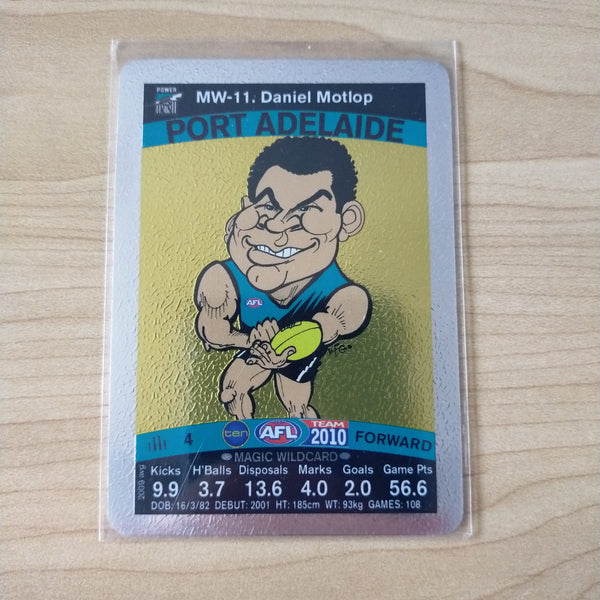 POWER
MW-11. Daniel Motlop
PORT ADELAIDE
AFL
4 ten AFL TEAM 2010 FORWARD
MAGIC WILDCARD
2009 avg
Kicks H'Balls Disposals Marks Goals Game Pts
9.9 3.7 13.6 4.0 2.0 56.6
DOB: 16/3/82 DEBUT: 2001 HT: 185cm WT: 93kg GAMES: 108